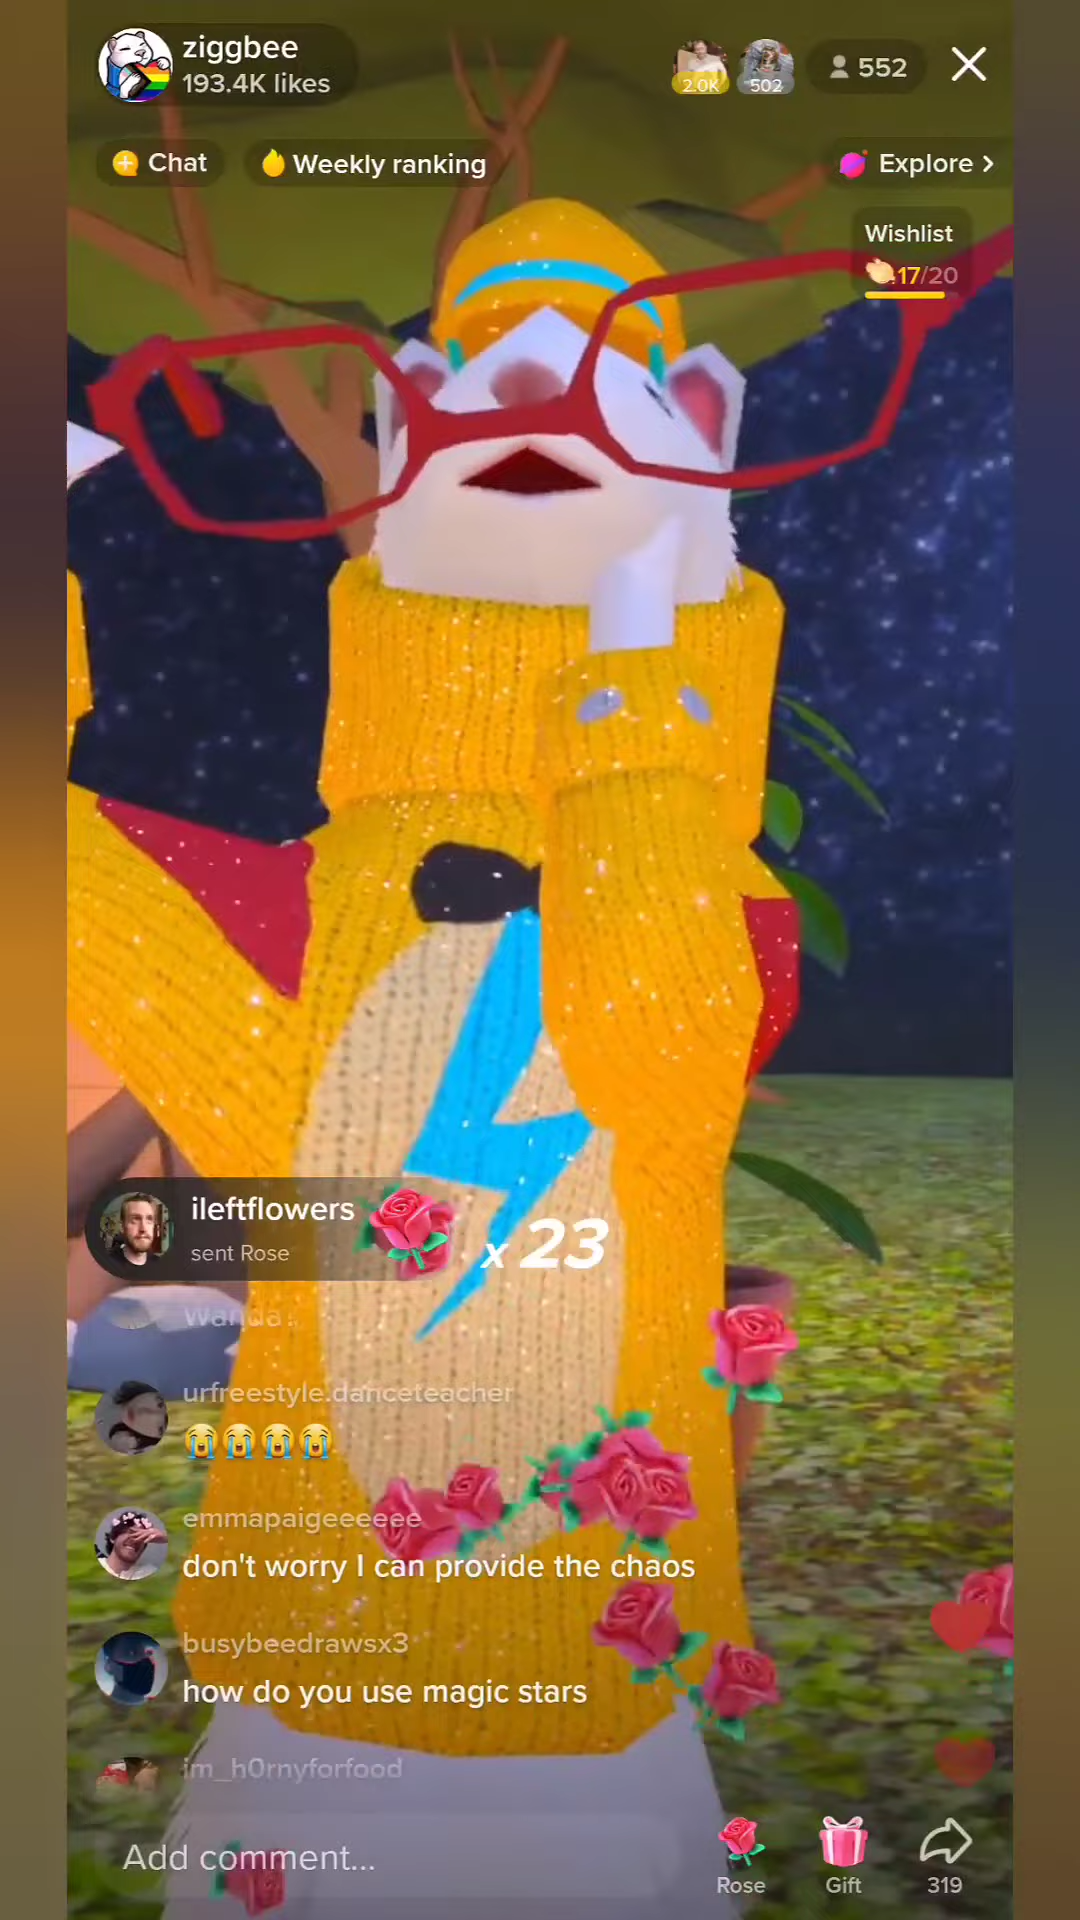 ziggbee
193.4K likes
2.0K
502
552
Chat
Weekly ranking
Explore
Wishlist
17/20
ileftflowers
sent Rose
x 23
Wanda
urfreestyle.danceteacher
emmapaigeeeeee
don't worry I can provide the chaos
busybeedrawsx3
how do you use magic stars
im_h0rnyforfood
Add comment...
Rose
Gift
319